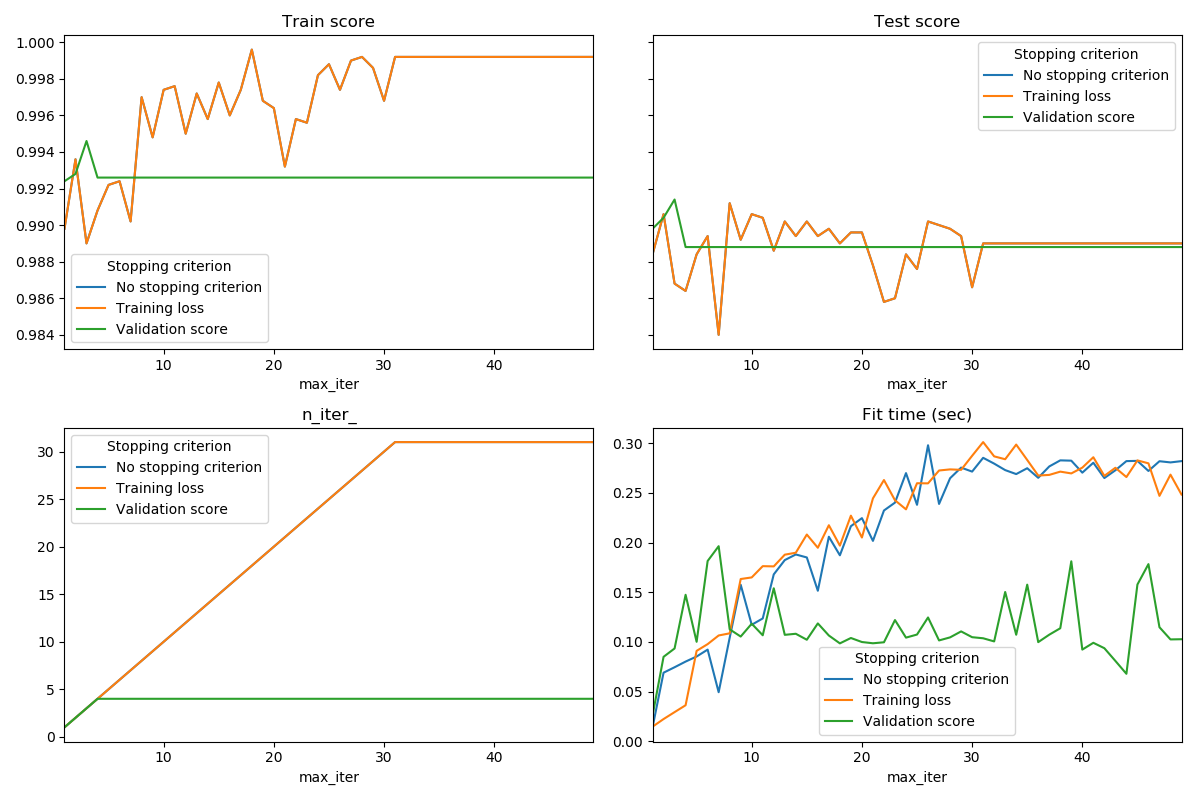 Train score
1.000
0.998
0.996
0.994
0.992
0.990
0.988
0.986
0.984
Stopping criterion
No stopping criterion
Training loss
Validation score
10
20
30
40
max_iter
Test score
Stopping criterion
No stopping criterion
Training loss
Validation score
10
20
30
40
max_iter
n_iter_
30
25
20
15
10
5
0
Stopping criterion
No stopping criterion
Training loss
Validation score
10
20
30
40
max_iter
Fit time (sec)
0.30
0.25
0.20
0.15
0.10
0.05
0.00
Stopping criterion
No stopping criterion
Training loss
Validation score
10
20
30
40
max_iter